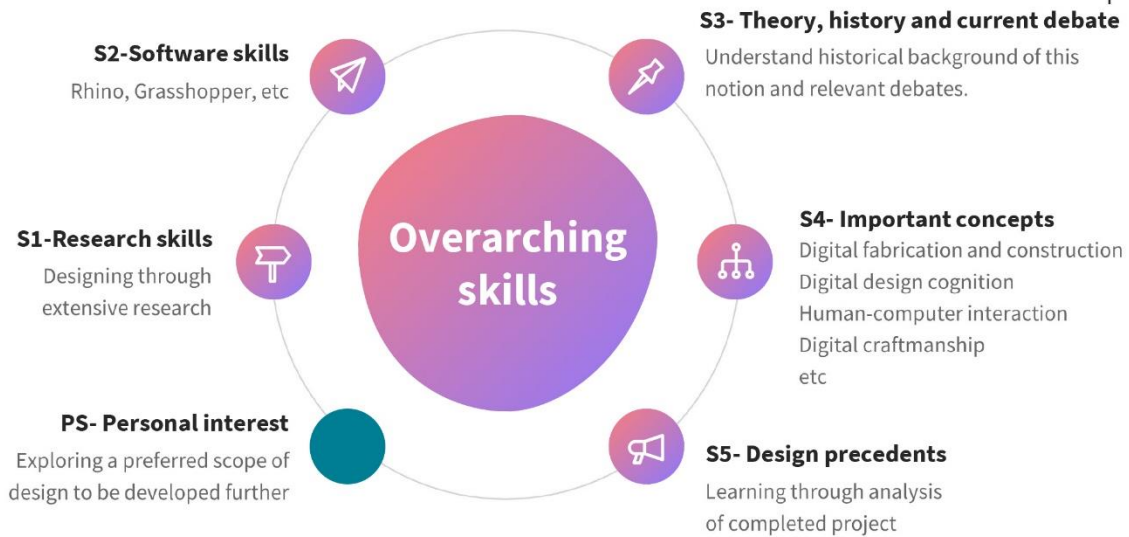 S2-Software skills
Rhino, Grasshopper, etc
S3- Theory, history and current debate
Understand historical background of this
notion and relevant debates.
S1-Research skills
Designing through
extensive research
Overarching
skills
S4- Important concepts
Digital fabrication and construction
Digital design cognition
Human-computer interaction
Digital craftmanship
etc
PS- Personal interest
Exploring a preferred scope of
design to be developed further
S5- Design precedents
Learning through analysis
of completed project